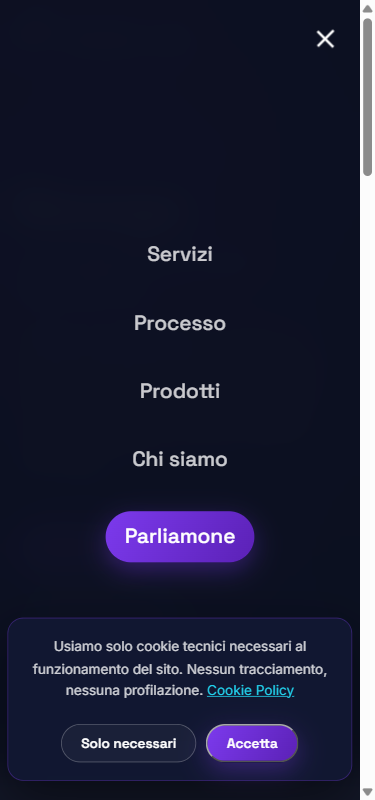 Servizi
Processo
Prodotti
Chi siamo
Parliamone
Usiamo solo cookie tecnici necessari al
funzionamento del sito. Nessun tracciamento,
nessuna profilazione. Cookie Policy
Solo necessari
Accetta